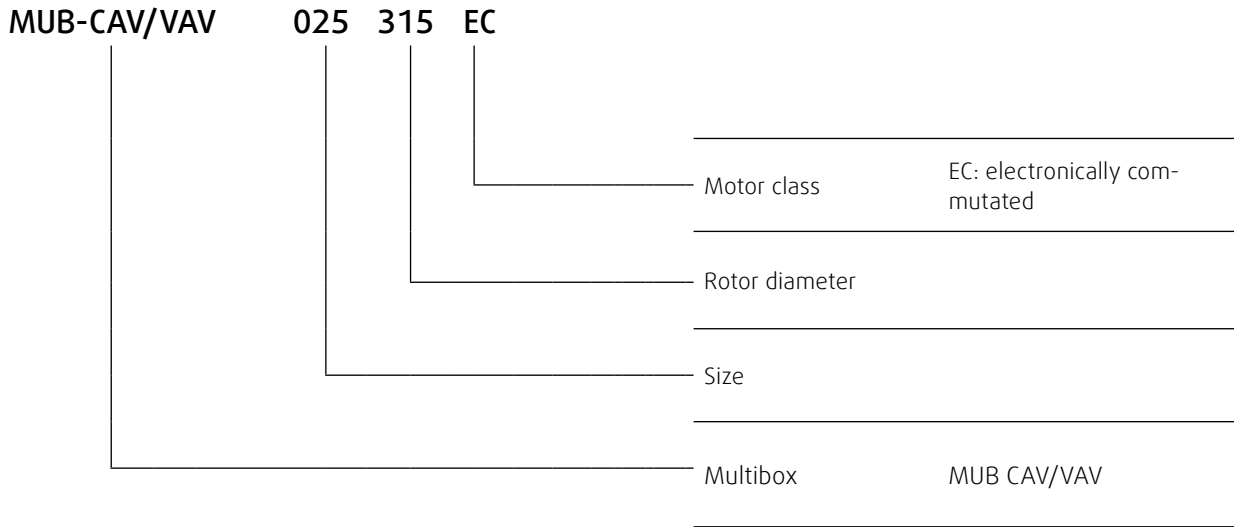 MUB-CAV/VAV 025 315 EC
Motor class EC: electronically com-
mutated
Rotor diameter
Size
Multibox MUB CAV/VAV